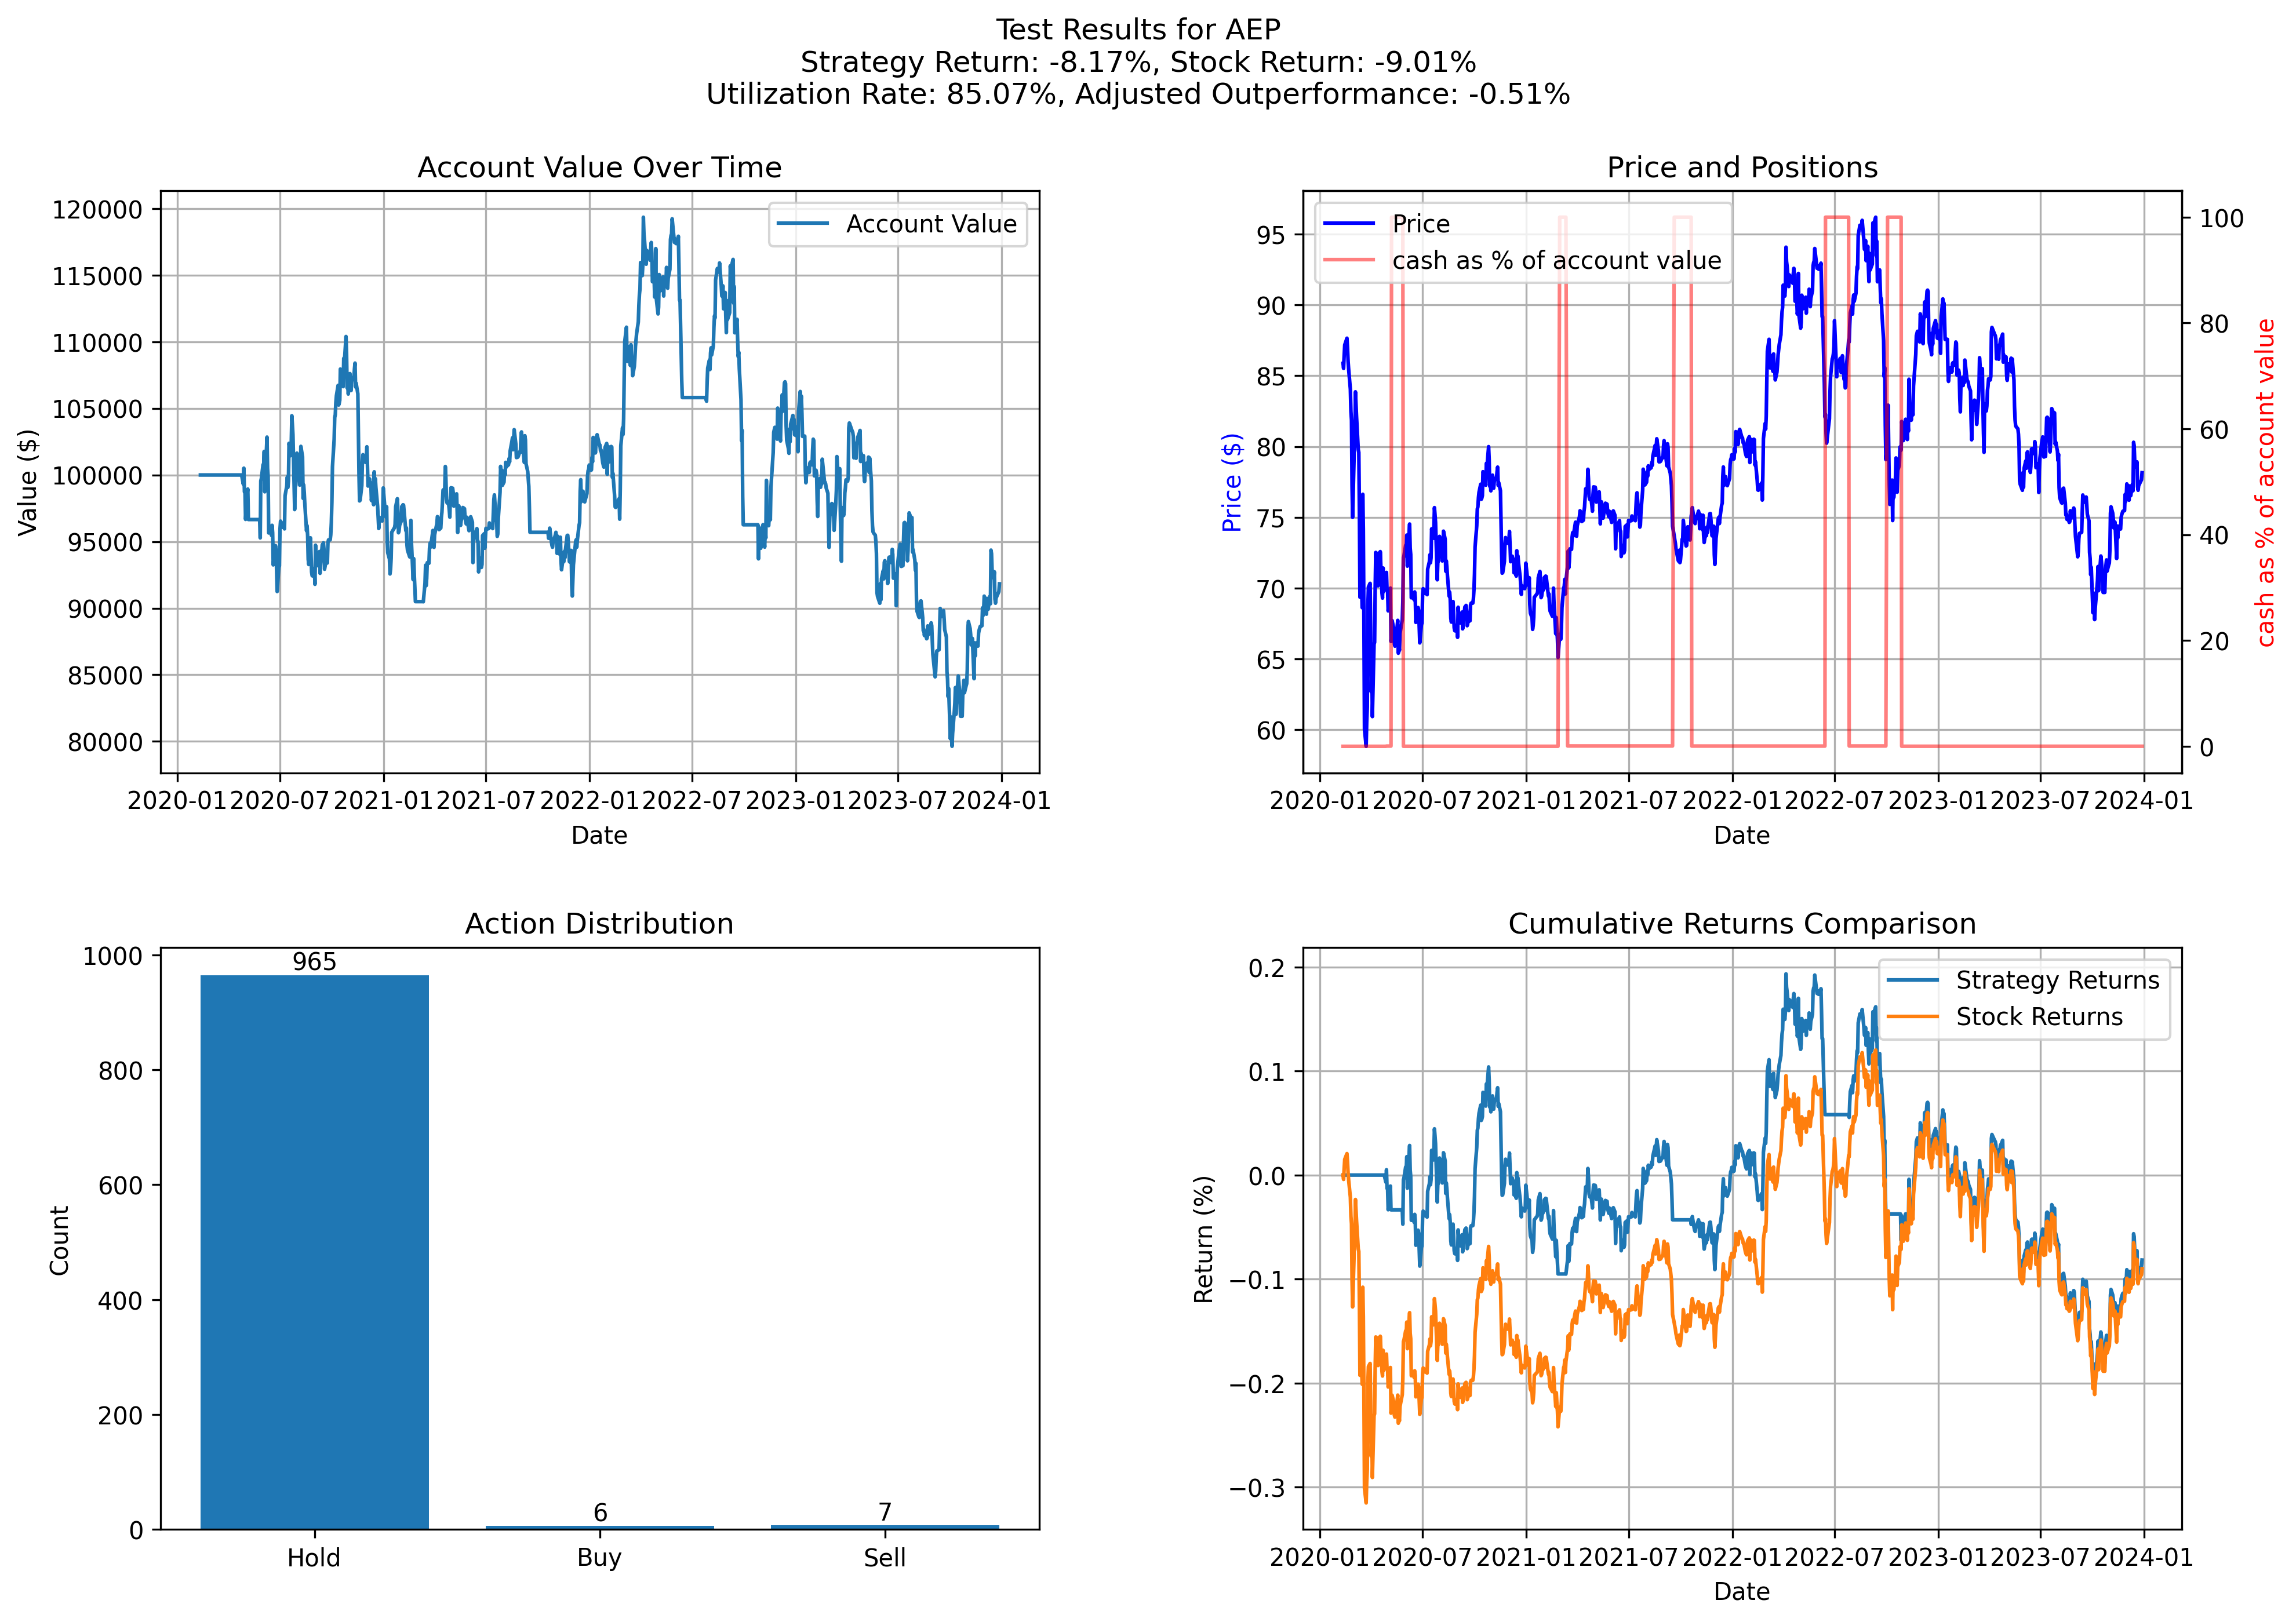 Test Results for AEP
Strategy Return: -8.17%, Stock Return: -9.01%
Utilization Rate: 85.07%, Adjusted Outperformance: -0.51%
Account Value Over Time
Account Value
120000
115000
110000
105000
100000
95000
90000
85000
80000
Value ($)
2020-01 2020-07 2021-01 2021-07 2022-01 2022-07 2023-01 2023-07 2024-01
Date
Price and Positions
Price
cash as % of account value
95
90
85
80
75
70
65
60
Price ($)
100
80
60
40
20
0
cash as % of account value
2020-01 2020-07 2021-01 2021-07 2022-01 2022-07 2023-01 2023-07 2024-01
Date
Action Distribution
1000
800
600
400
200
0
Count
965
6
7
Hold Buy Sell
Cumulative Returns Comparison
Strategy Returns
Stock Returns
0.2
0.1
0.0
−0.1
−0.2
−0.3
Return (%)
2020-01 2020-07 2021-01 2021-07 2022-01 2022-07 2023-01 2023-07 2024-01
Date